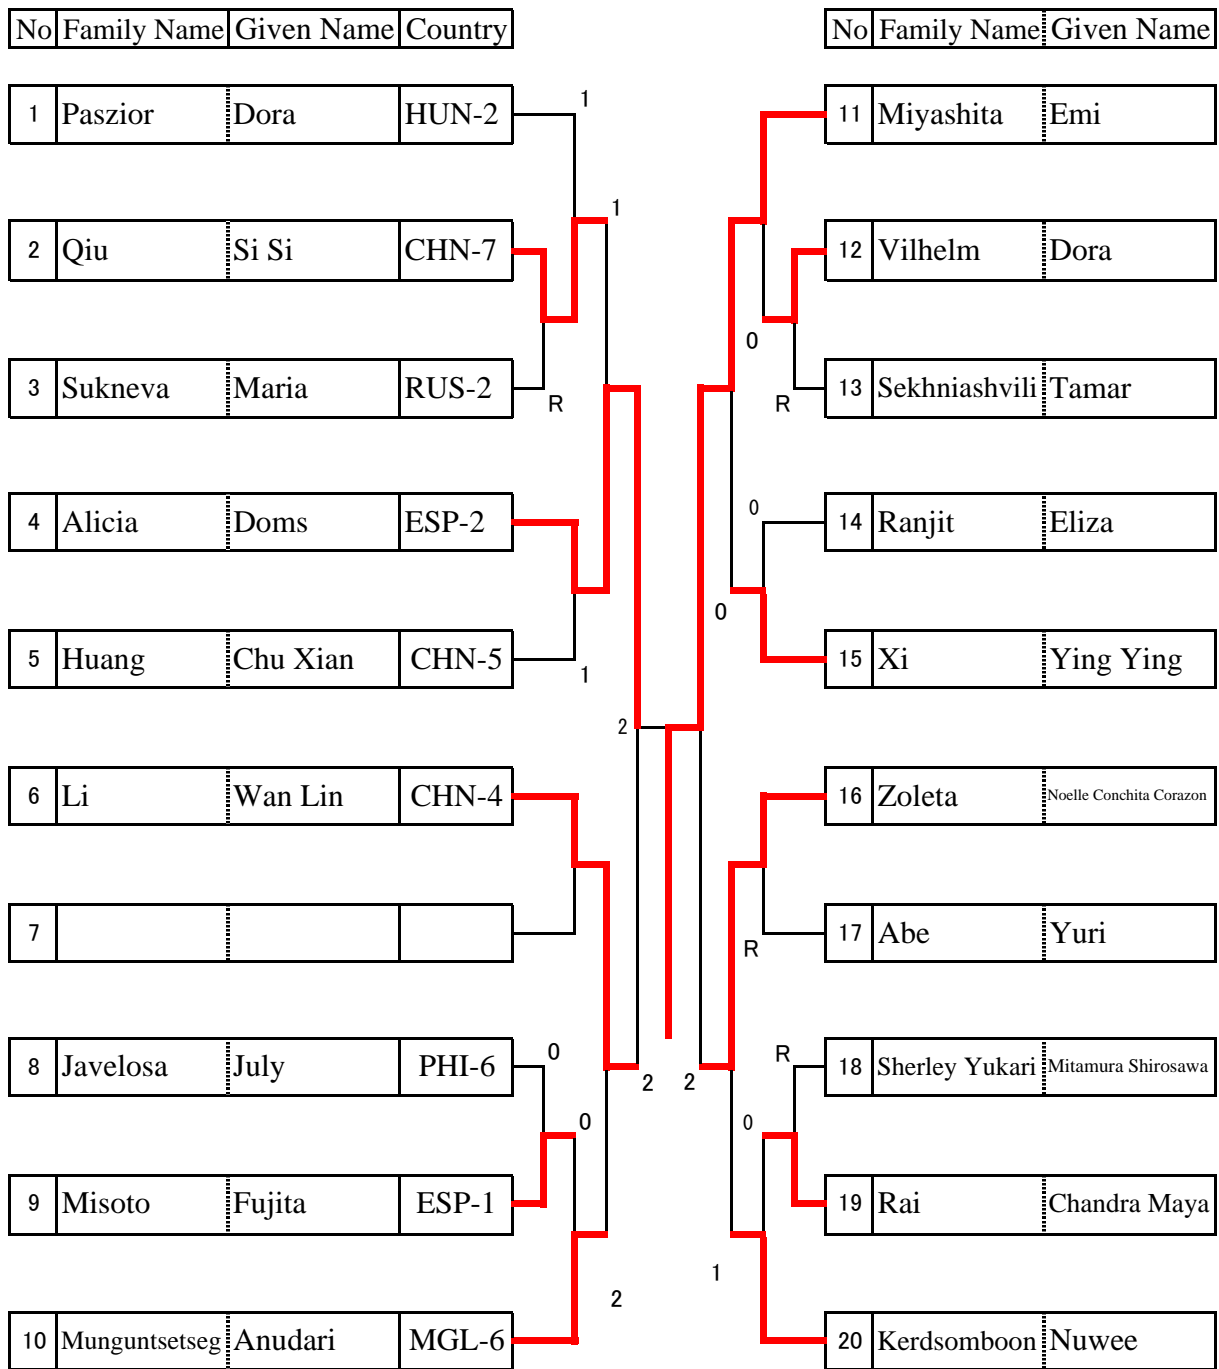 No Family Name Given Name Country
No Family Name Given Name
1 Paszior Dora HUN-2
1
11 Miyashita Emi
1
2 Qiu Si Si CHN-7
12 Vilhelm Dora
0
3 Sukneva Maria RUS-2
R
R
13 Sekhniashvili Tamar
4 Alicia Doms ESP-2
0
14 Ranjit Eliza
0
5 Huang Chu Xian CHN-5
1
15 Xi Ying Ying
2
6 Li Wan Lin CHN-4
16 Zoleta Noelle Conchita Corazon
7
R
17 Abe Yuri
8 Javelosa July PHI-6
0
2
2
R
18 Sherley Yukari Mitamura Shirosawa
0
0
9 Misoto Fujita ESP-1
19 Rai Chandra Maya
2
1
10 Munguntsetseg Anudari MGL-6
20 Kerdsomboon Nuwee